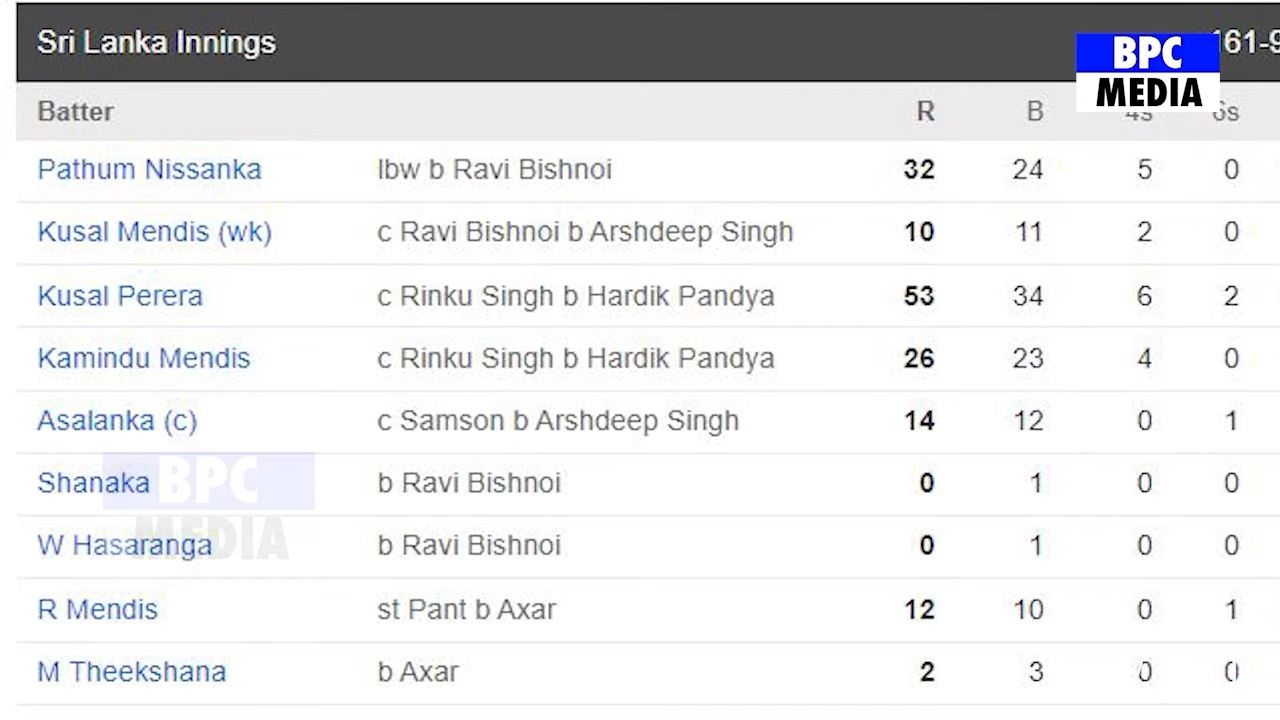 Sri Lanka Innings 161-9
BPC
MEDIA
Batter R B 4s 6s
Pathum Nissanka lbw b Ravi Bishnoi 32 24 5 0
Kusal Mendis (wk) c Ravi Bishnoi b Arshdeep Singh 10 11 2 0
Kusal Perera c Rinku Singh b Hardik Pandya 53 34 6 2
Kamindu Mendis c Rinku Singh b Hardik Pandya 26 23 4 0
Asalanka (c) c Samson b Arshdeep Singh 14 12 0 1
Shanaka b Ravi Bishnoi 0 1 0 0
BPC
MEDIA
W Hasaranga b Ravi Bishnoi 0 1 0 0
R Mendis st Pant b Axar 12 10 0 1
M Theekshana b Axar 2 3 0 0